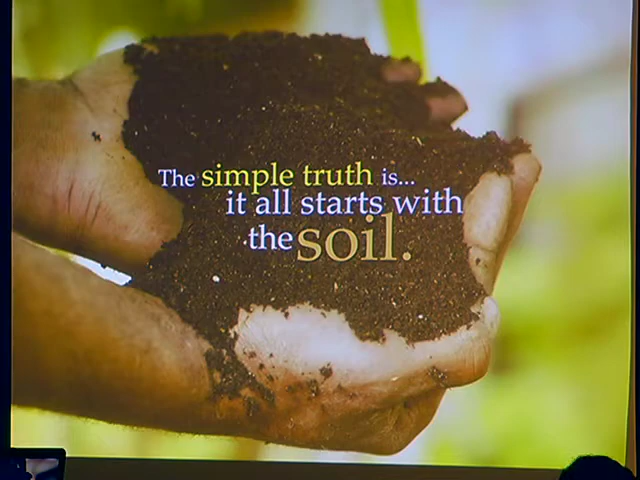 The simple truth is...
it all starts with
the soil.